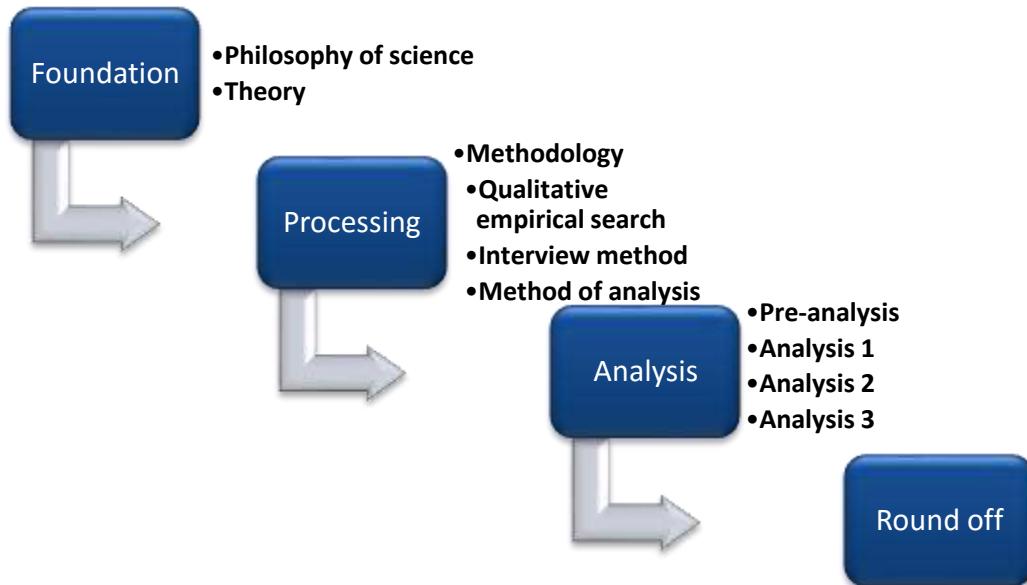 Foundation
•Philosophy of science
•Theory
Processing
•Methodology
•Qualitative
empirical search
•Interview method
•Method of analysis
Analysis
•Pre-analysis
•Analysis 1
•Analysis 2
•Analysis 3
Round off